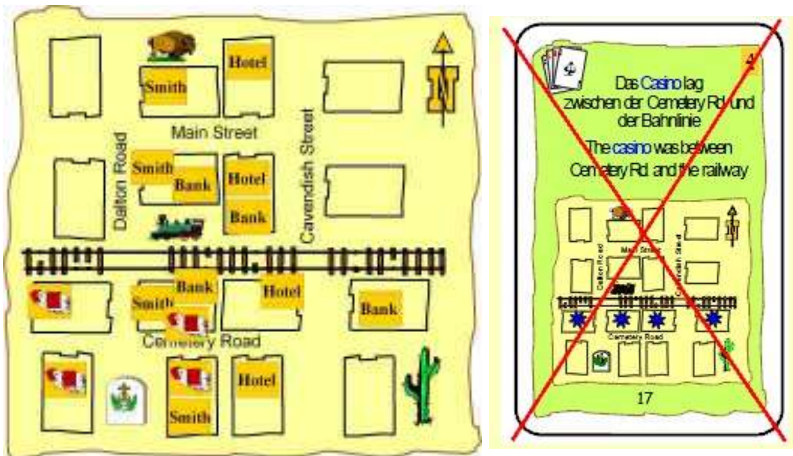 Hotel
Smith
N
Main Street
Dalton Road
Cavendish Street
Smith
Bank
Hotel
Bank
Bank
Smith
Hotel
Bank
Cemetery Road
Hotel
Smith
4
Das Casino lag
zwischen der Cemetery Rd. und
der Bahnlinie
The casino was between
Cemetery Rd. and the railway
Main Street
Dalton Road
Cavendish Street
N
Cemetery Road
17